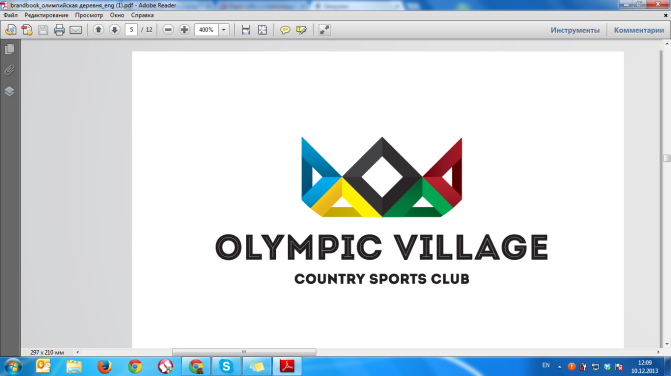 brandbook_олимпийская деревня_eng (1).pdf - Adobe Reader
Файл Редактирование Просмотр Окно Справка
5 / 12 400% Инструменты Комментарии
OLYMPIC VILLAGE
COUNTRY SPORTS CLUB
297 x 210 мм
EN 12:09
10.12.2013